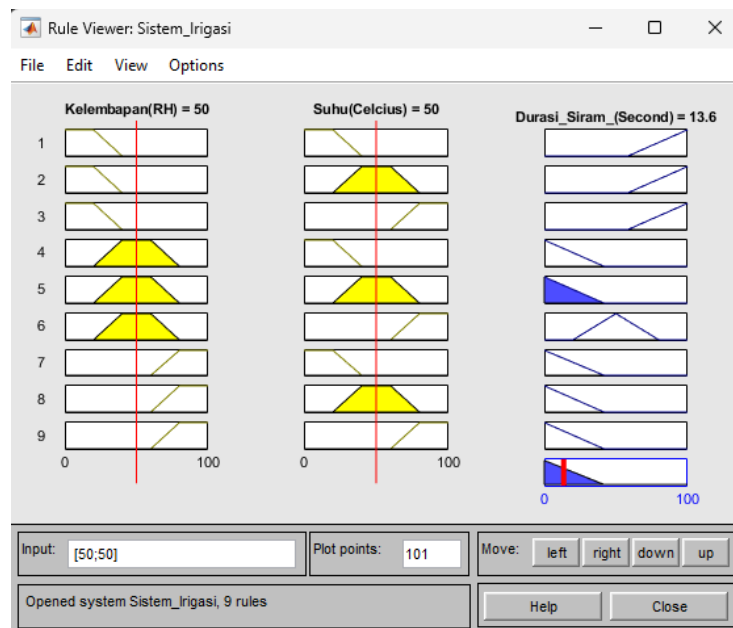 Rule Viewer: Sistem_Irigasi
File Edit View Options
Kelembapan(RH) = 50 Suhu(Celcius) = 50 Durasi_Siram_(Second) = 13.6
1
2
3
4
5
6
7
8
9
0 100 0 100
0 100
Input: [50;50] Plot points: 101 Move: left right down up
Opened system Sistem_Irigasi, 9 rules Help Close